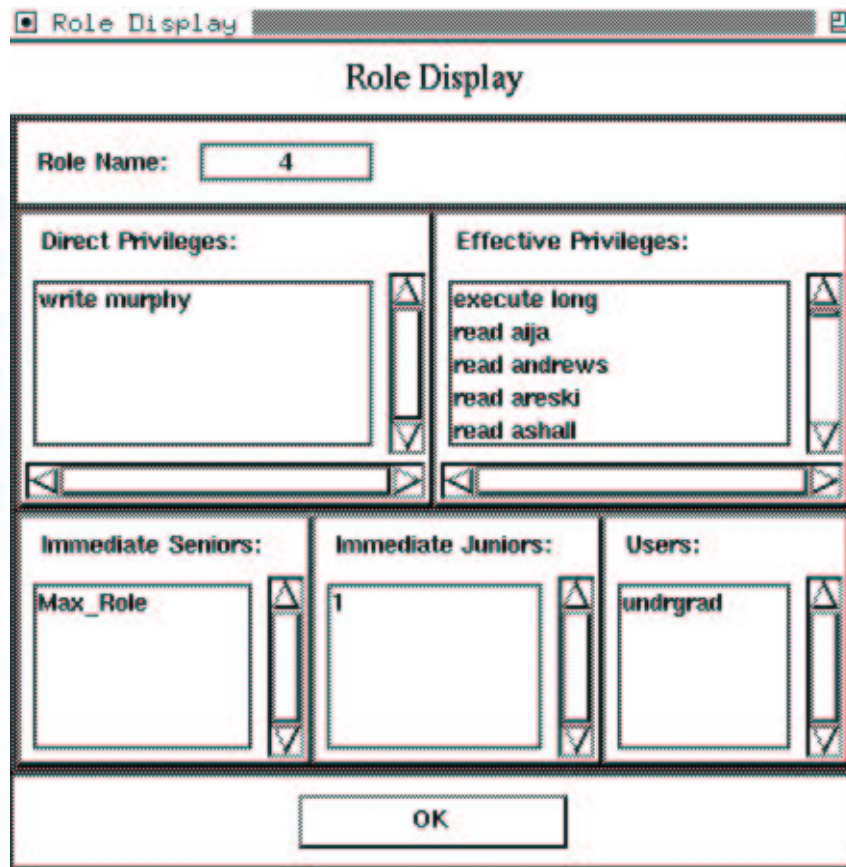 Role Display
Role Display
Role Name: 4
Direct Privileges:
write murphy
Effective Privileges:
execute long
read aija
read andrews
read areski
read ashall
Immediate Seniors:
Max_Role
Immediate Juniors:
1
Users:
undrgrad
OK